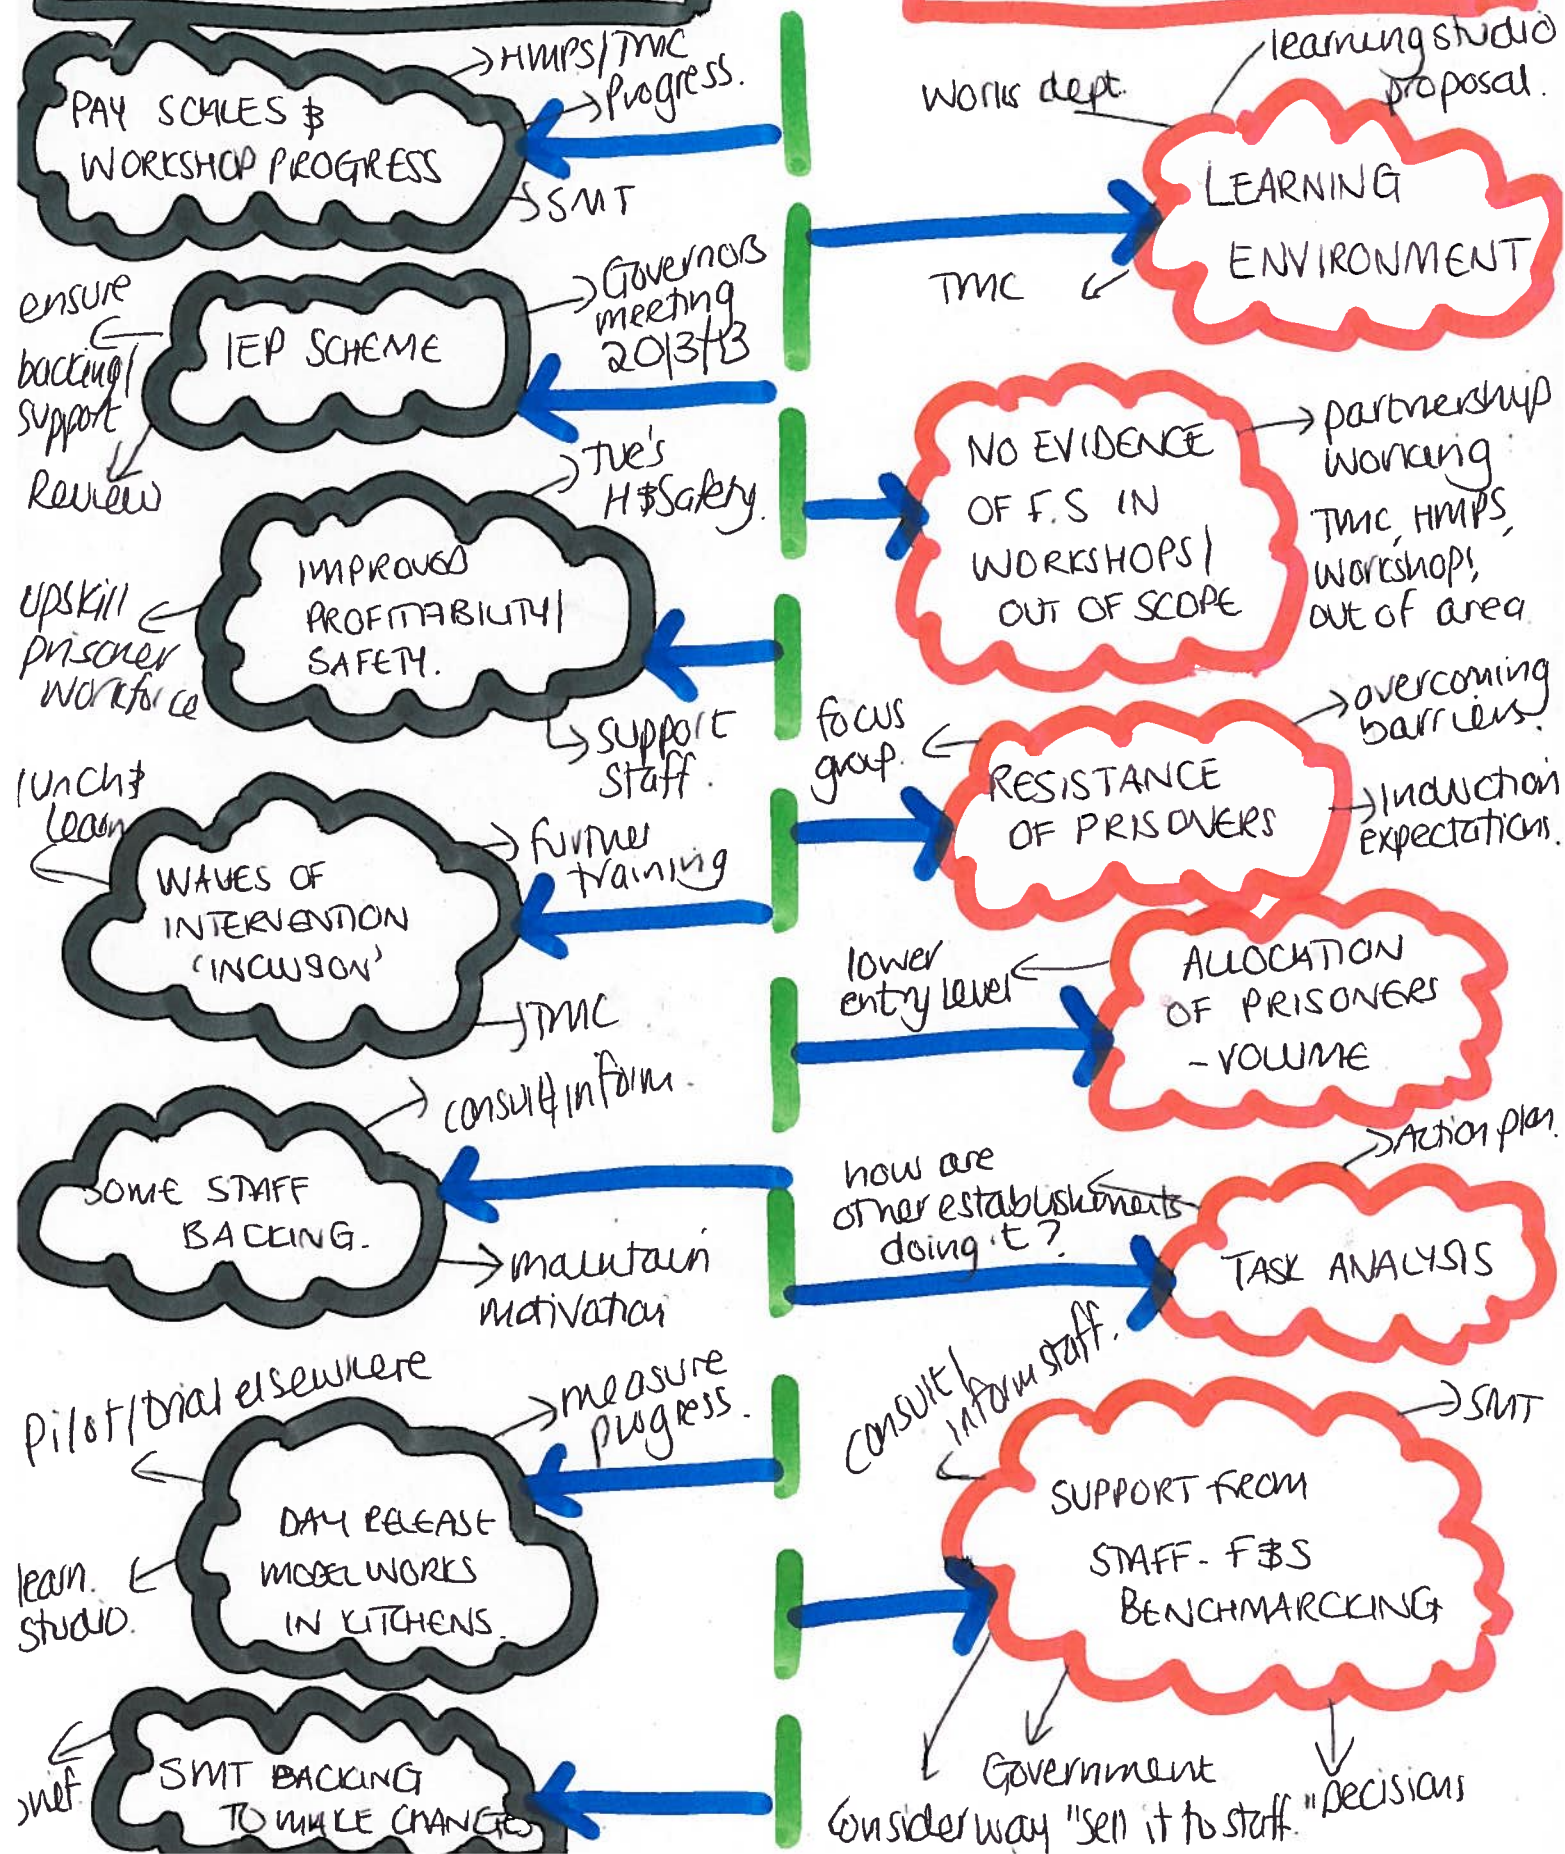 PAY SCALES &
WORKSHOP PROGRESS
HMPS/TMC
Progress.
SMT
IEP SCHEME
Governors
meeting
ensure
backing/
support
Review
IMPROVED
PROFITABILITY/
SAFETY.
Tue's
H&Safety.
upskill
prisoner
workforce
support
staff.
WAVES OF
INTERVENTION
'INCLUSION'
lunch &
learn
further
training
TMC
SOME STAFF
BACKING.
consult/inform.
maintain
motivation
DAY RELEASE
MODEL WORKS
IN KITCHENS.
Pilot/trial elsewhere
measure
progress.
learn.
studio.
SMT BACKING
TO MAKE CHANGES
LEARNING
ENVIRONMENT
Works dept.
learning studio
proposal.
TMC
NO EVIDENCE
OF F.S IN
WORKSHOPS/
OUT OF SCOPE
partnership
working
TMC, HMPS,
workshops,
out of area
RESISTANCE
OF PRISONERS
focus
group.
overcoming
barriers.
Induction
expectations.
ALLOCATION
OF PRISONERS
- VOLUME
lower
entry level
TASK ANALYSIS
Action plan.
how are
other establishments
doing it?
SUPPORT FROM
STAFF - F&S
BENCHMARCKING
consult/
inform staff.
SMT
Government
Decisions
Consider way "sell it to staff."